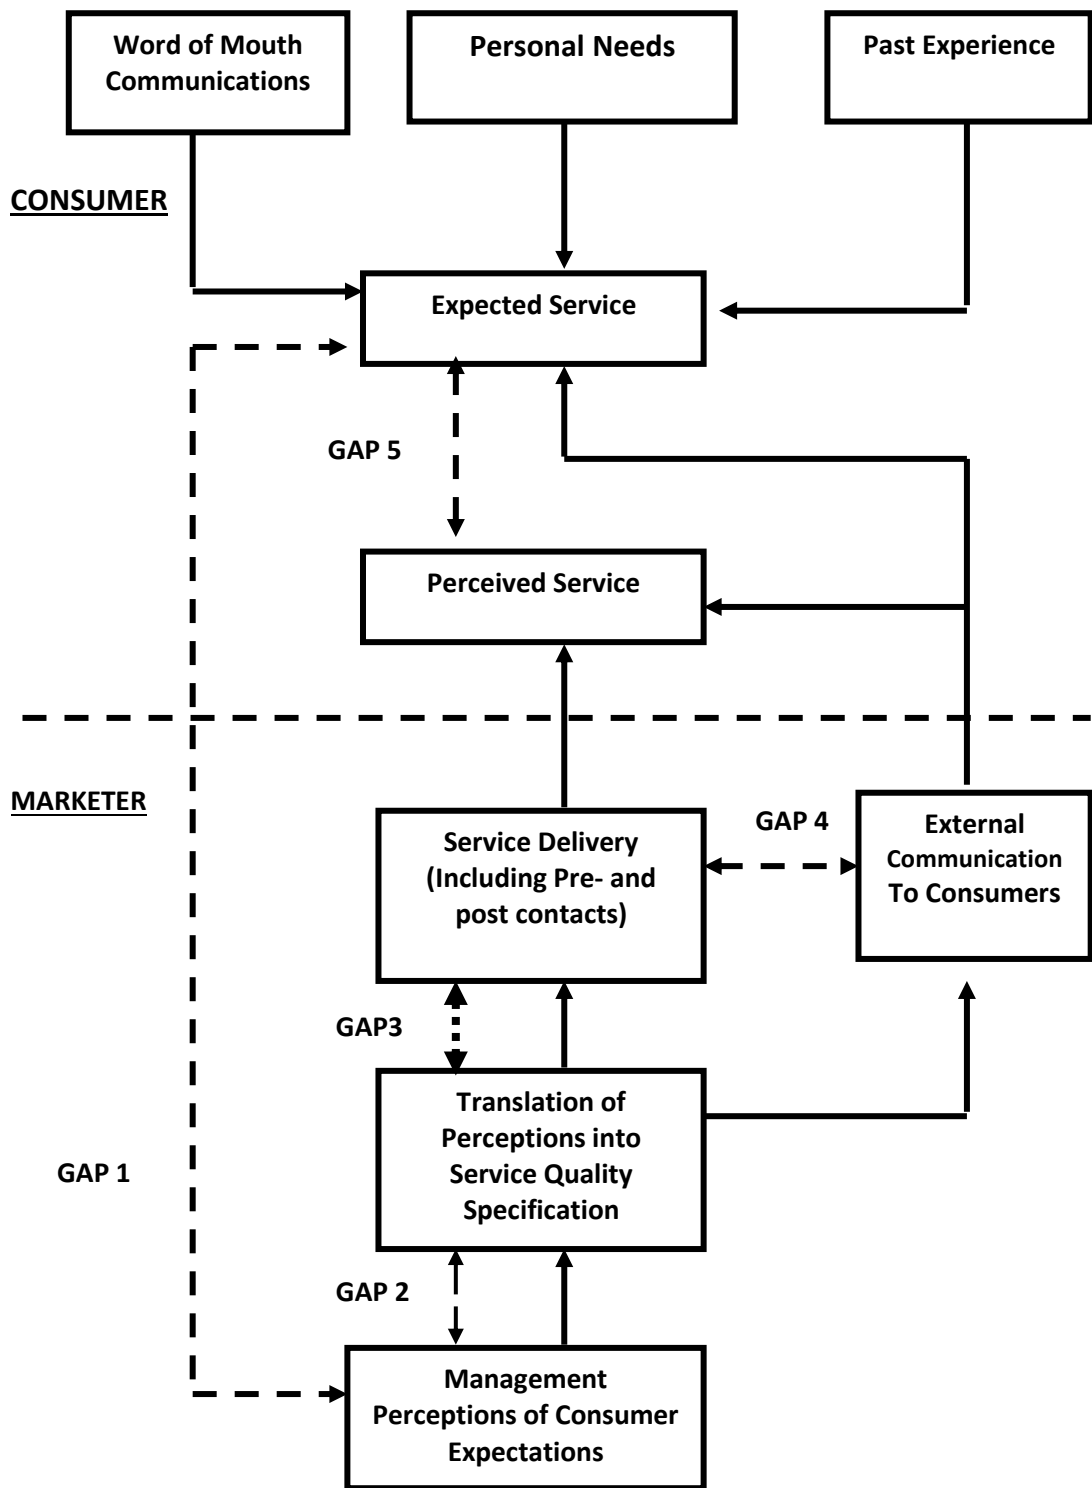 Word of Mouth
Communications
Personal Needs
Past Experience
CONSUMER
Expected Service
GAP 5
Perceived Service
MARKETER
Service Delivery
(Including Pre- and
post contacts)
GAP 4
External
Communication
To Consumers
GAP3
Translation of
Perceptions into
Service Quality
Specification
GAP 1
GAP 2
Management
Perceptions of Consumer
Expectations